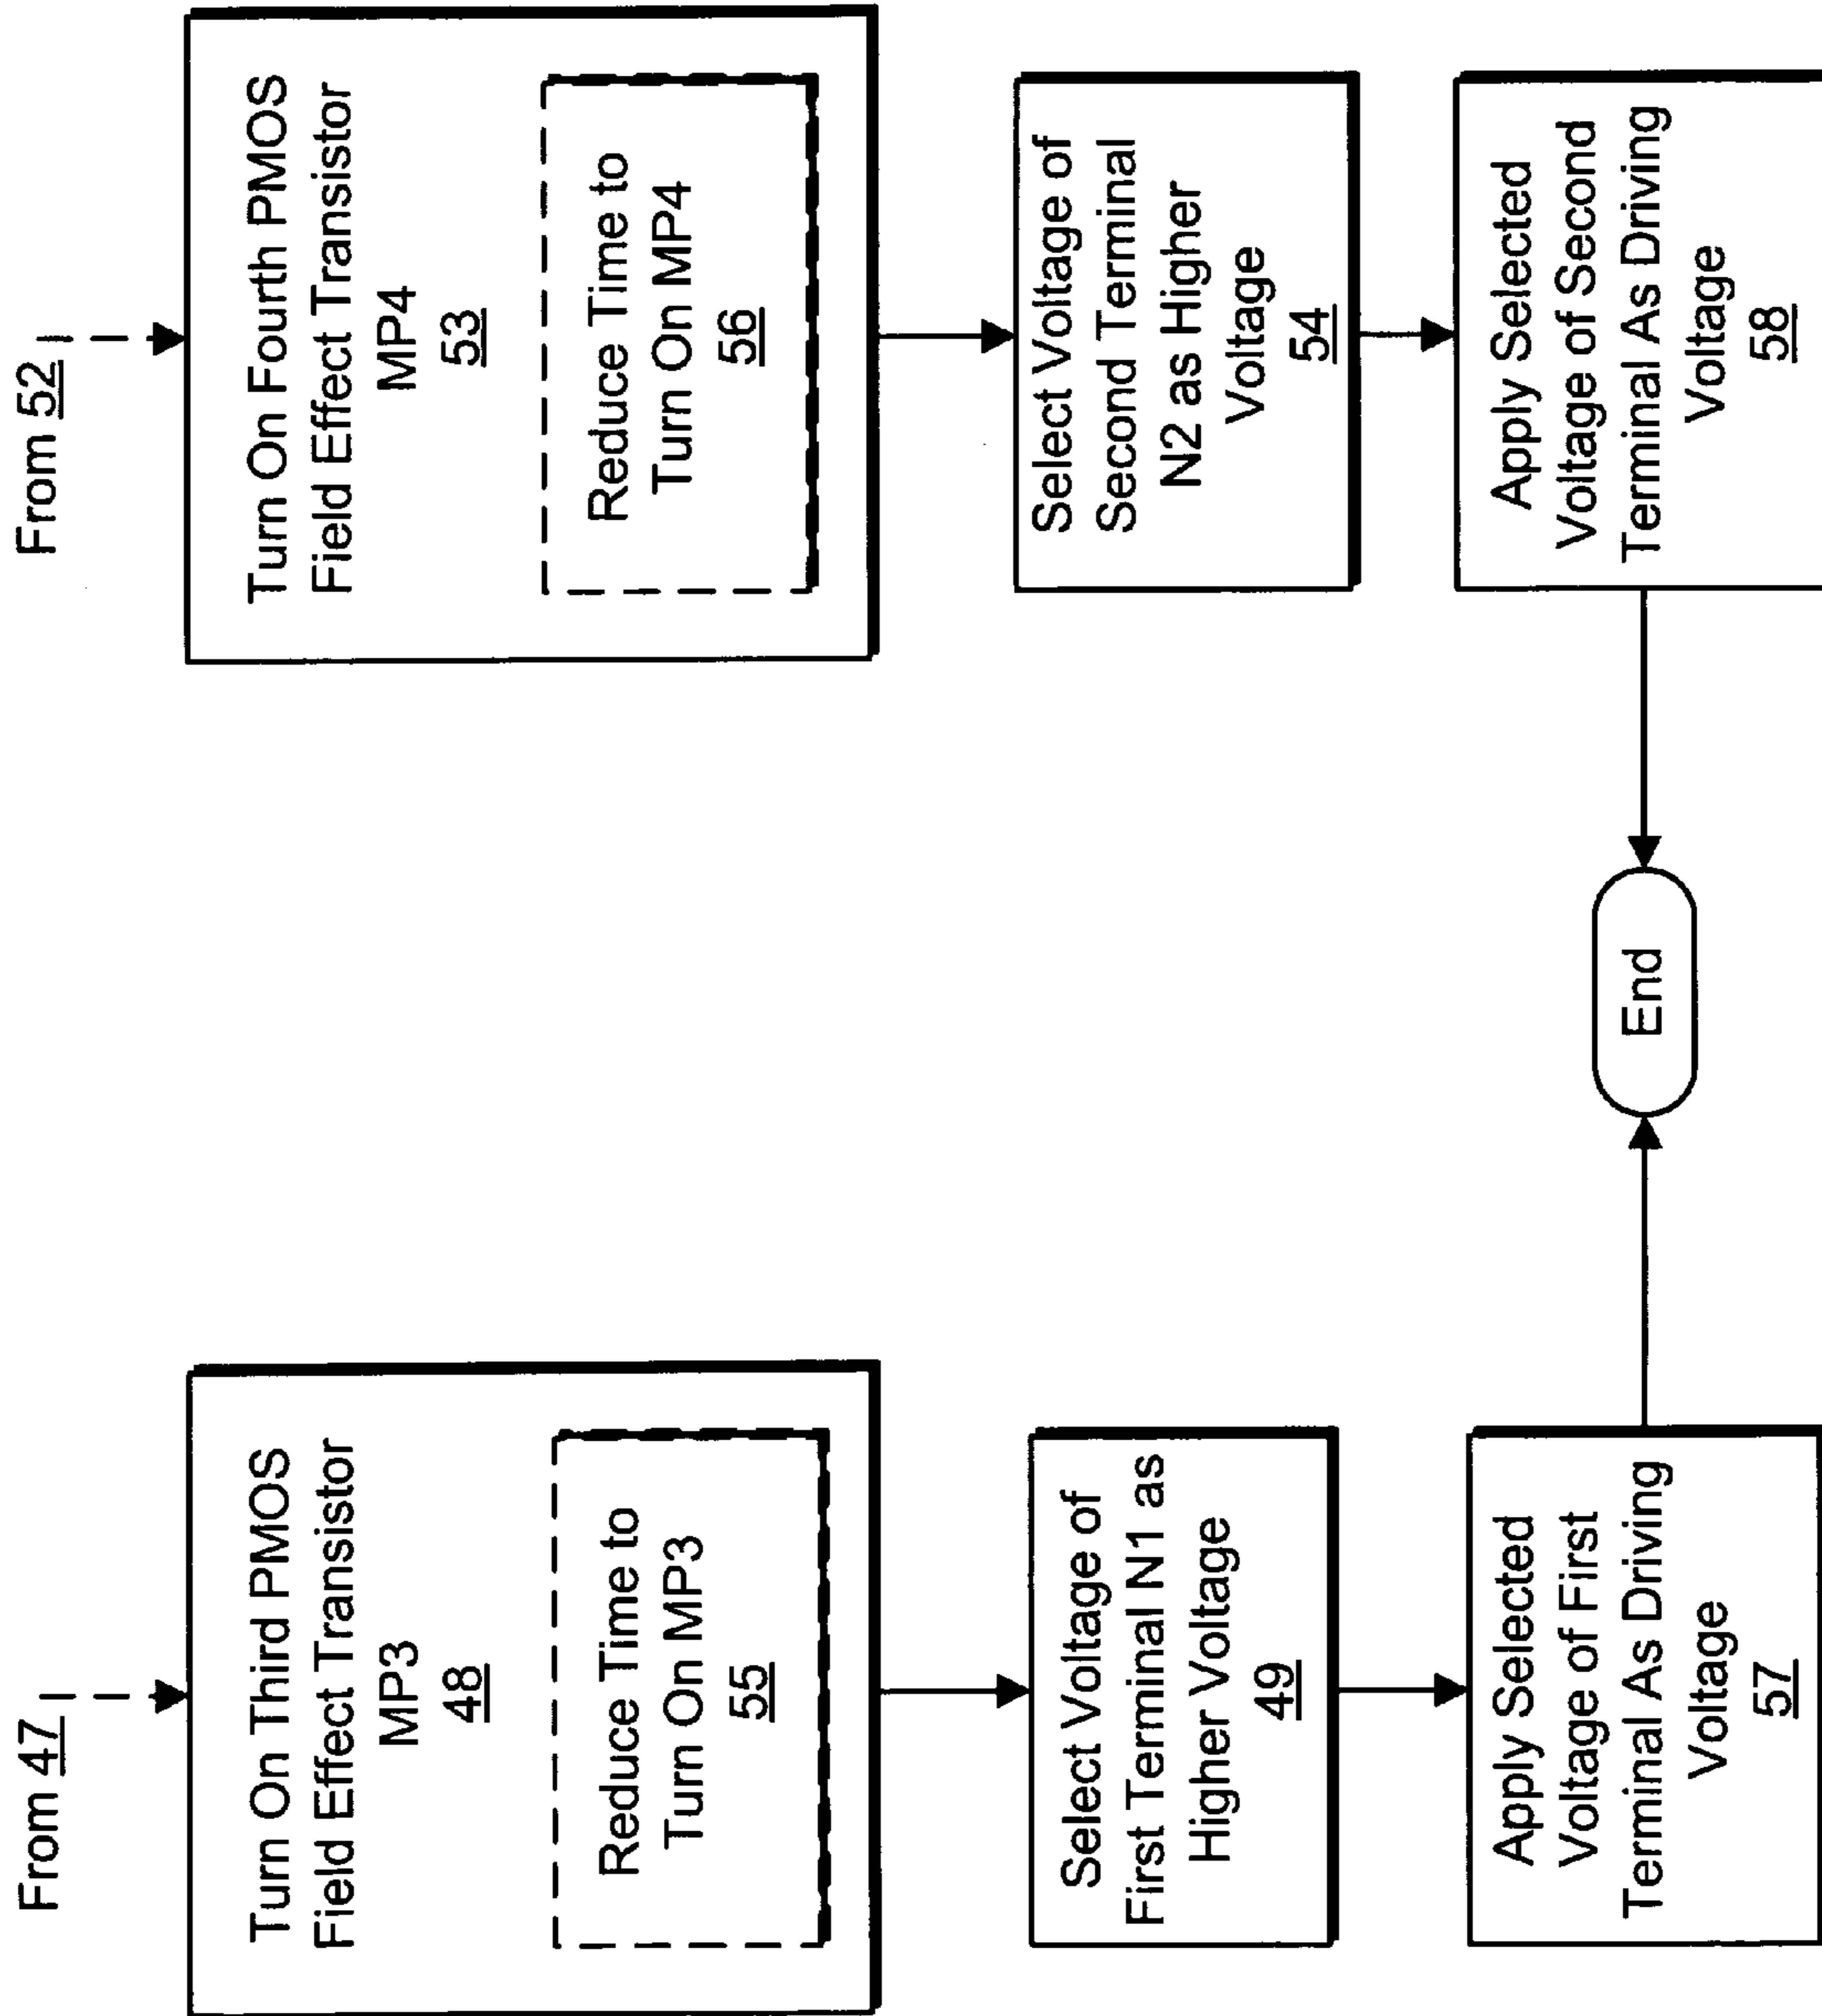 From 47
Turn On Third PMOS
Field Effect Transistor
MP3
48
Reduce Time to
Turn On MP3
55
Select Voltage of
First Terminal N1 as
Higher Voltage
49
Apply Selected
Voltage of First
Terminal As Driving
Voltage
57
End
From 52
Turn On Fourth PMOS
Field Effect Transistor
MP4
53
Reduce Time to
Turn On MP4
56
Select Voltage of
Second Terminal
N2 as Higher
Voltage
54
Apply Selected
Voltage of Second
Terminal As Driving
Voltage
58